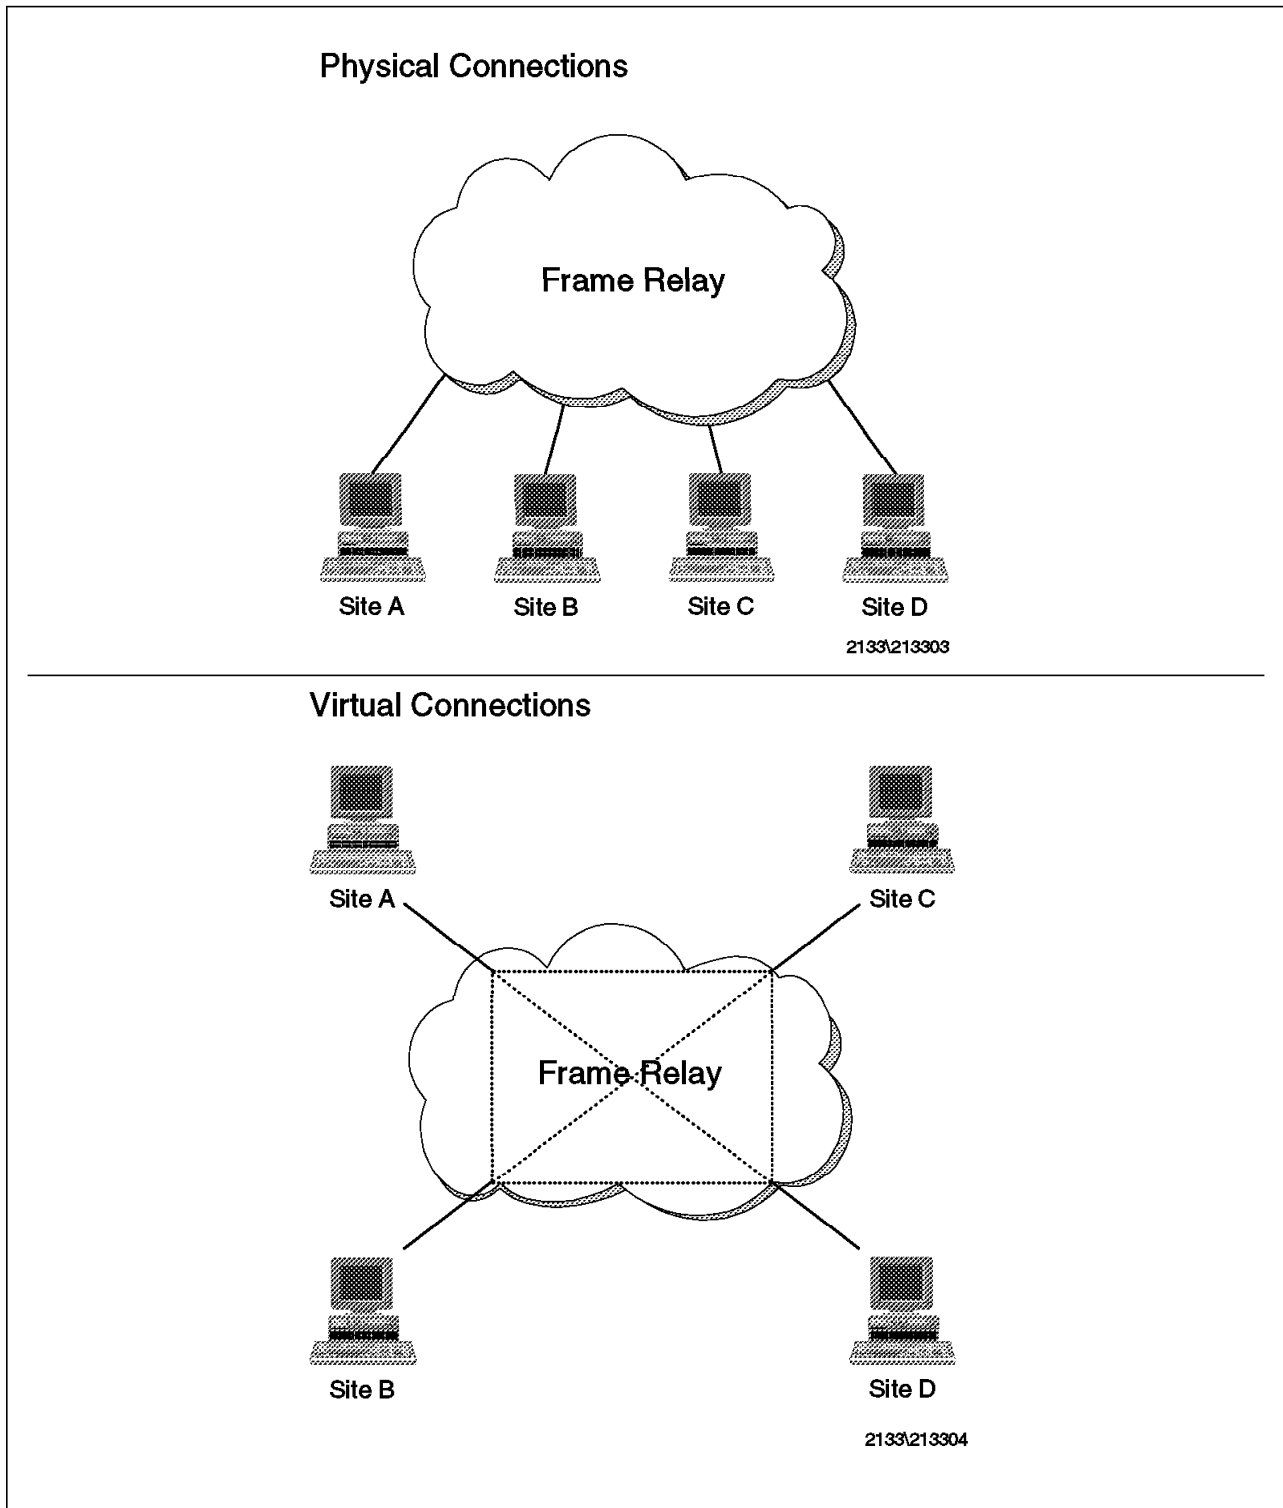 Physical Connections
Frame Relay
Site A
Site B
Site C
Site D
2133\213303
Virtual Connections
Site A
Site C
Frame Relay
Site B
Site D
2133\213304